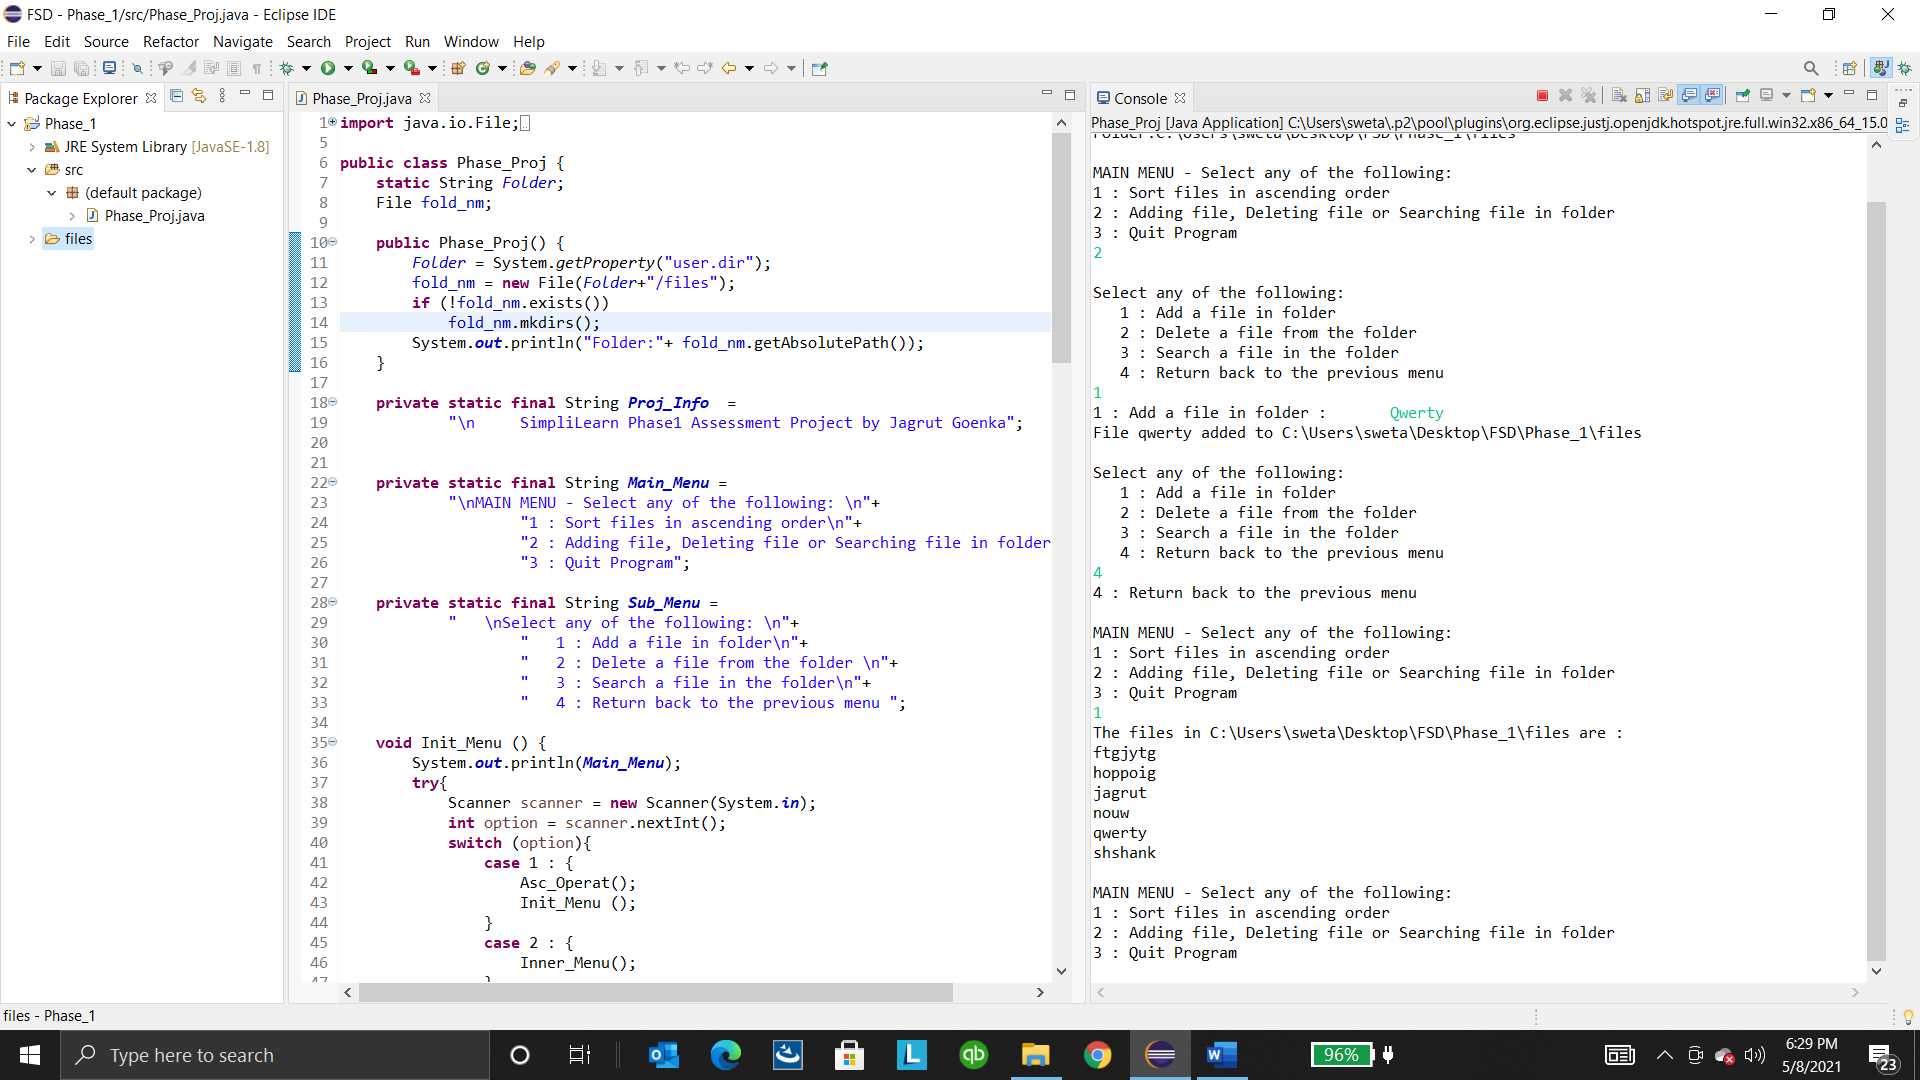 FSD - Phase_1/src/Phase_Proj.java - Eclipse IDE
File Edit Source Refactor Navigate Search Project Run Window Help
Package Explorer
Phase_1
JRE System Library [JavaSE-1.8]
src
(default package)
Phase_Proj.java
files
Phase_Proj.java
1 import java.io.File;
5
6 public class Phase_Proj {
7 static String Folder;
8 File fold_nm;
9
10 public Phase_Proj() {
11 Folder = System.getProperty("user.dir");
12 fold_nm = new File(Folder+"/files");
13 if (!fold_nm.exists())
14 fold_nm.mkdirs();
15 System.out.println("Folder:"+ fold_nm.getAbsolutePath());
16 }
17
18 private static final String Proj_Info =
19 "\n SimpliLearn Phase1 Assessment Project by Jagrut Goenka";
20
21
22 private static final String Main_Menu =
23 "\nMAIN MENU - Select any of the following: \n"+
24 "1 : Sort files in ascending order\n"+
25 "2 : Adding file, Deleting file or Searching file in folder
26 "3 : Quit Program";
27
28 private static final String Sub_Menu =
29 " \nSelect any of the following: \n"+
30 " 1 : Add a file in folder\n"+
31 " 2 : Delete a file from the folder \n"+
32 " 3 : Search a file in the folder\n"+
33 " 4 : Return back to the previous menu ";
34
35 void Init_Menu () {
36 System.out.println(Main_Menu);
37 try{
38 Scanner scanner = new Scanner(System.in);
39 int option = scanner.nextInt();
40 switch (option){
41 case 1 : {
42 Asc_Operat();
43 Init_Menu ();
44 }
45 case 2 : {
46 Inner_Menu();
47 }
Console
Phase_Proj [Java Application] C:\Users\sweta\.p2\pool\plugins\org.eclipse.justj.openjdk.hotspot.jre.full.win32.x86_64_15.0
Folder:C:\Users\sweta\Desktop\FSD\Phase_1\files
MAIN MENU - Select any of the following:
1 : Sort files in ascending order
2 : Adding file, Deleting file or Searching file in folder
3 : Quit Program
2
Select any of the following:
1 : Add a file in folder
2 : Delete a file from the folder
3 : Search a file in the folder
4 : Return back to the previous menu
1
1 : Add a file in folder : Qwerty
File qwerty added to C:\Users\sweta\Desktop\FSD\Phase_1\files
Select any of the following:
1 : Add a file in folder
2 : Delete a file from the folder
3 : Search a file in the folder
4 : Return back to the previous menu
4
4 : Return back to the previous menu
MAIN MENU - Select any of the following:
1 : Sort files in ascending order
2 : Adding file, Deleting file or Searching file in folder
3 : Quit Program
1
The files in C:\Users\sweta\Desktop\FSD\Phase_1\files are :
ftgjytg
hoppoig
jagrut
nouw
qwerty
shshank
MAIN MENU - Select any of the following:
1 : Sort files in ascending order
2 : Adding file, Deleting file or Searching file in folder
3 : Quit Program
files - Phase_1
Type here to search
L
qb
W
96%
6:29 PM
5/8/2021
23